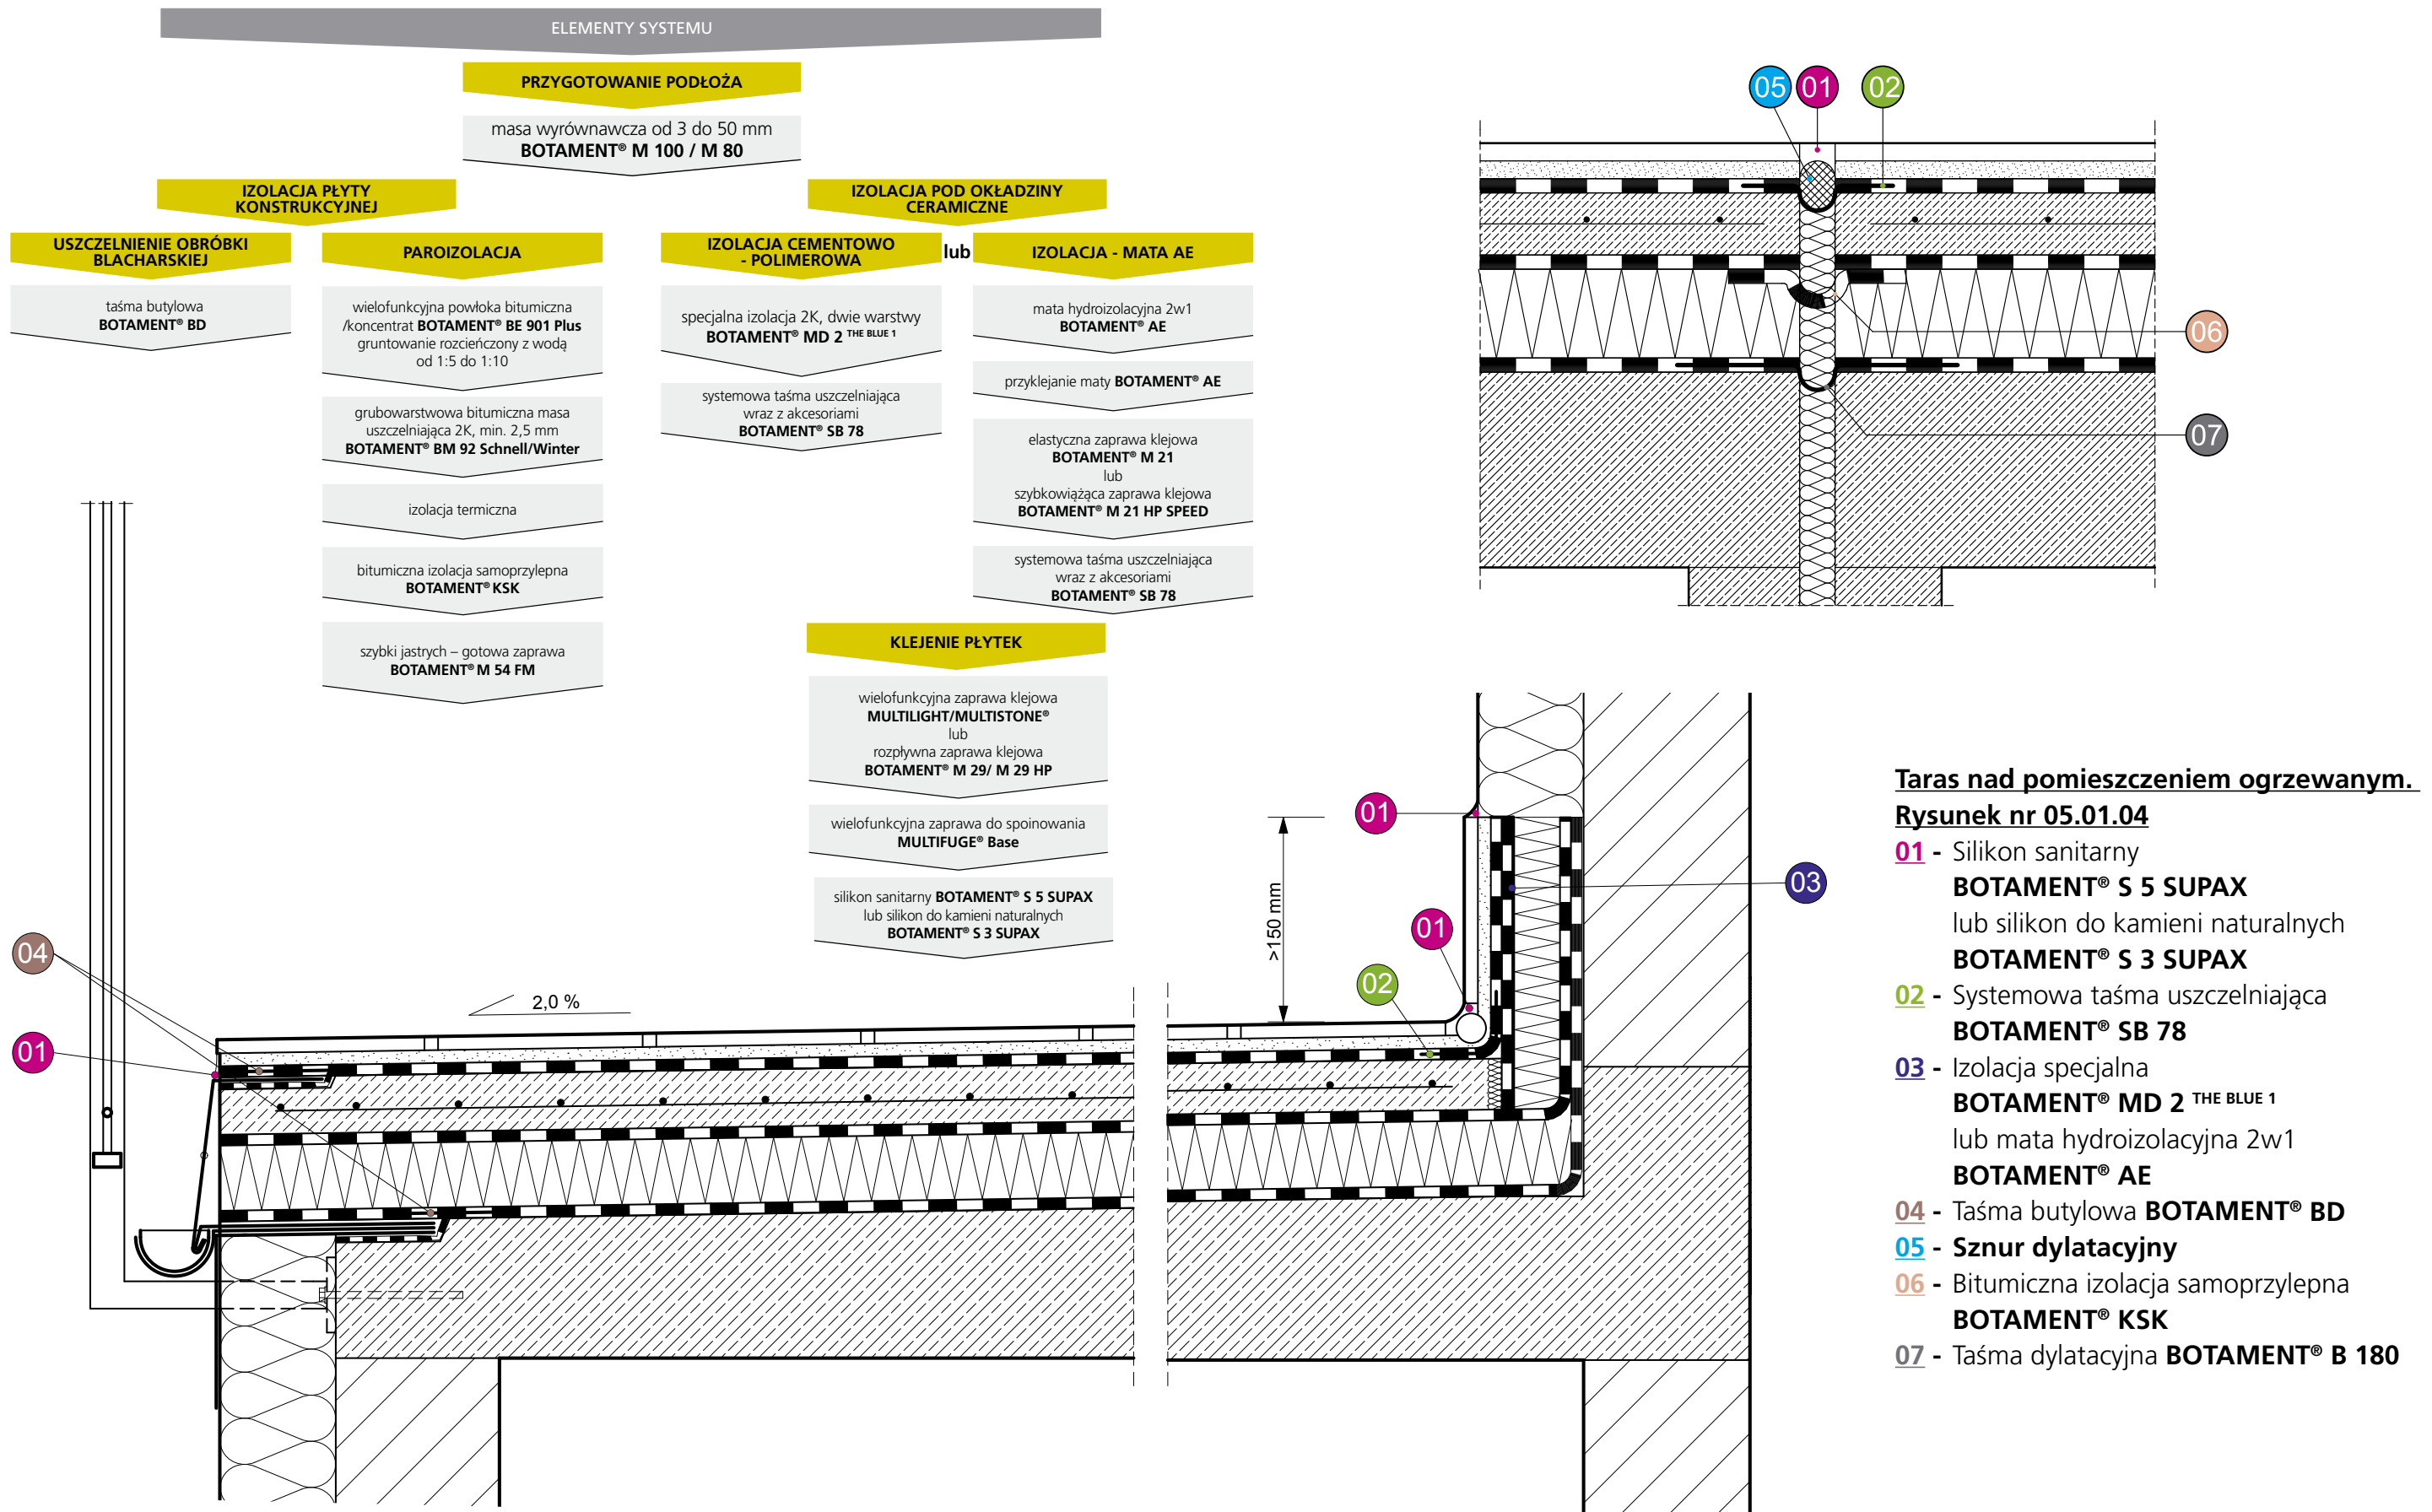 ELEMENTY SYSTEMU
PRZYGOTOWANIE PODŁOŻA
masa wyrównawcza od 3 do 50 mm
BOTAMENT® M 100 / M 80
IZOLACJA PŁYTY
KONSTRUKCYJNEJ
USZCZELNIENIE OBRÓBKI
BLACHARSKIEJ
taśma butylowa
BOTAMENT® BD
PAROIZOLACJA
wielofunkcyjna powłoka bitumiczna
/koncentrat BOTAMENT® BE 901 Plus
gruntowanie rozcieńczony z wodą
od 1:5 do 1:10
grubowarstwowa bitumiczna masa
uszczelniająca 2K, min. 2,5 mm
BOTAMENT® BM 92 Schnell/Winter
izolacja termiczna
bitumiczna izolacja samoprzylepna
BOTAMENT® KSK
szybki jastrych – gotowa zaprawa
BOTAMENT® M 54 FM
IZOLACJA POD OKŁADZINY
CERAMICZNE
IZOLACJA CEMENTOWO
- POLIMEROWA
specjalna izolacja 2K, dwie warstwy
BOTAMENT® MD 2 THE BLUE 1
systemowa taśma uszczelniająca
wraz z akcesoriami
BOTAMENT® SB 78
lub
IZOLACJA - MATA AE
mata hydroizolacyjna 2w1
BOTAMENT® AE
przyklejanie maty BOTAMENT® AE
elastyczna zaprawa klejowa
BOTAMENT® M 21
lub
szybkowiążąca zaprawa klejowa
BOTAMENT® M 21 HP SPEED
systemowa taśma uszczelniająca
wraz z akcesoriami
BOTAMENT® SB 78
KLEJENIE PŁYTEK
wielofunkcyjna zaprawa klejowa
MULTILIGHT/MULTISTONE®
lub
rozpływna zaprawa klejowa
BOTAMENT® M 29/ M 29 HP
wielofunkcyjna zaprawa do spoinowania
MULTIFUGE® Base
silikon sanitarny BOTAMENT® S 5 SUPAX
lub silikon do kamieni naturalnych
BOTAMENT® S 3 SUPAX
05 01 02
06
07
04
01
2,0 %
>150 mm
01
01
02
03
Taras nad pomieszczeniem ogrzewanym.
Rysunek nr 05.01.04
01 - Silikon sanitarny
BOTAMENT® S 5 SUPAX
lub silikon do kamieni naturalnych
BOTAMENT® S 3 SUPAX
02 - Systemowa taśma uszczelniająca
BOTAMENT® SB 78
03 - Izolacja specjalna
BOTAMENT® MD 2 THE BLUE 1
lub mata hydroizolacyjna 2w1
BOTAMENT® AE
04 - Taśma butylowa BOTAMENT® BD
05 - Sznur dylatacyjny
06 - Bitumiczna izolacja samoprzylepna
BOTAMENT® KSK
07 - Taśma dylatacyjna BOTAMENT® B 180